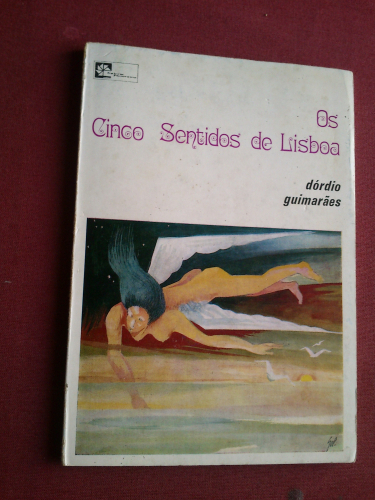 Os
Cinco Sentidos de Lisboa
dórdio
guimarães